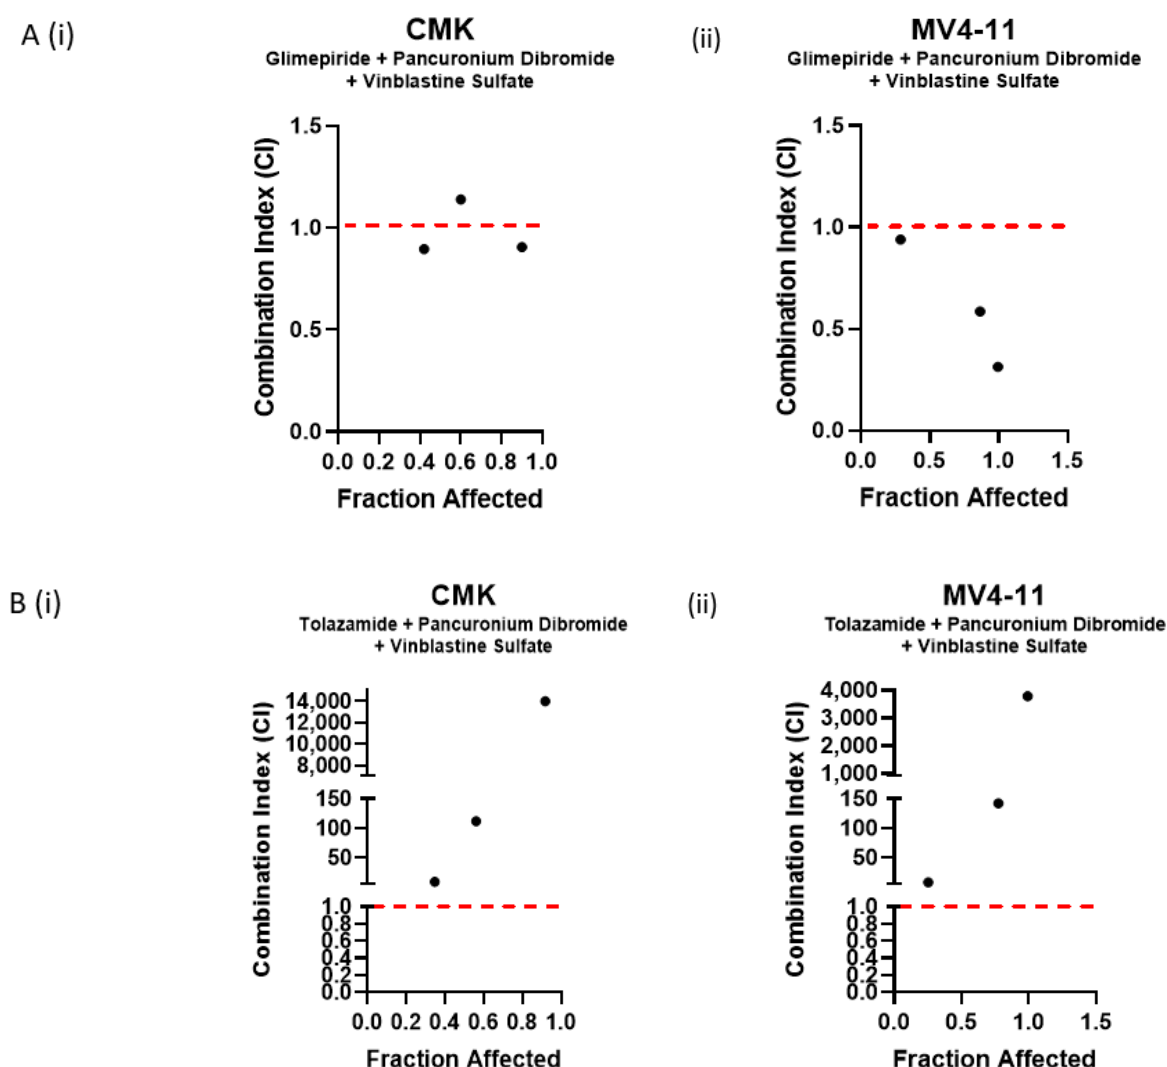 A (i)
CMK
Glimepiride + Pancuronium Dibromide
+ Vinblastine Sulfate
Combination Index (CI)
1.5
1.0
0.5
0.0
0.0 0.2 0.4 0.6 0.8 1.0
Fraction Affected
(ii)
MV4-11
Glimepiride + Pancuronium Dibromide
+ Vinblastine Sulfate
Combination Index (CI)
1.5
1.0
0.5
0.0
0.0 0.5 1.0 1.5
Fraction Affected
B (i)
CMK
Tolazamide + Pancuronium Dibromide
+ Vinblastine Sulfate
Combination Index (CI)
14,000
12,000
10,000
8,000
150
100
50
1.0
0.8
0.6
0.4
0.2
0.0
0.0 0.2 0.4 0.6 0.8 1.0
Fraction Affected
(ii)
MV4-11
Tolazamide + Pancuronium Dibromide
+ Vinblastine Sulfate
Combination Index (CI)
4,000
3,000
2,000
1,000
150
100
50
1.0
0.8
0.6
0.4
0.2
0.0
0.0 0.5 1.0 1.5
Fraction Affected